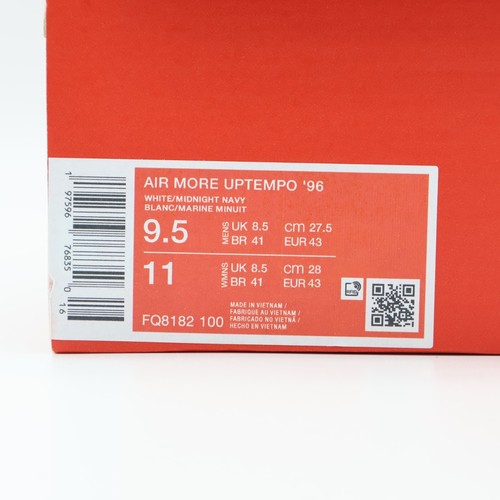 AIR MORE UPTEMPO '96
WHITE/MIDNIGHT NAVY
BLANC/MARINE MINUIT
9.5 MENS UK 8.5 cm 27.5
BR 41 EUR 43
11 WMNS UK 8.5 cm 28
BR 41 EUR 43
MADE IN VIETNAM /
FABRIQUE AU VIETNAM /
FABRICADO NO VIETNÃ /
HECHO EN VIETNAM
FQ8182 100
RFID
1 97596 76835 0 16